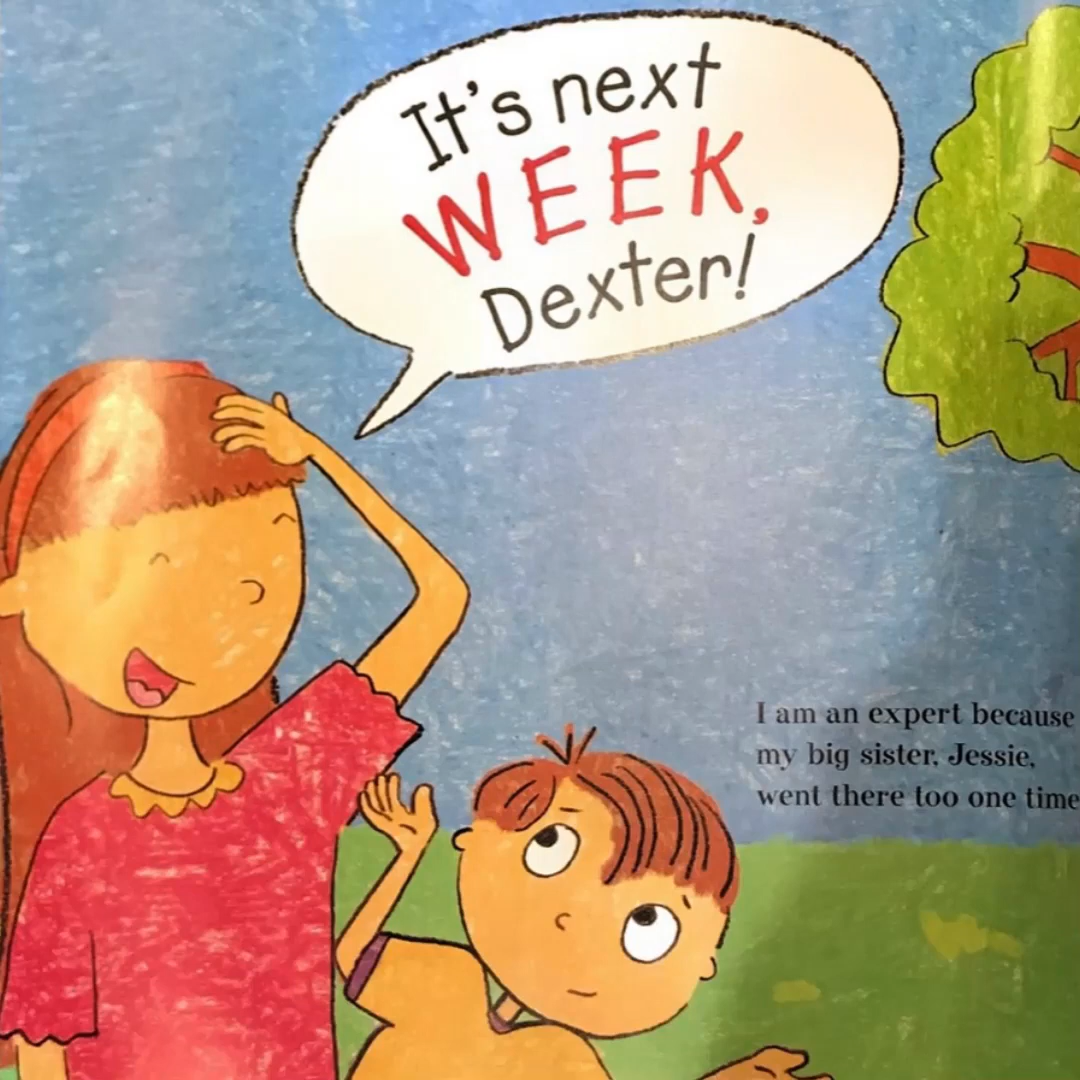 It's next
WEEK,
Dexter!
I am an expert because
my big sister, Jessie,
went there too one time